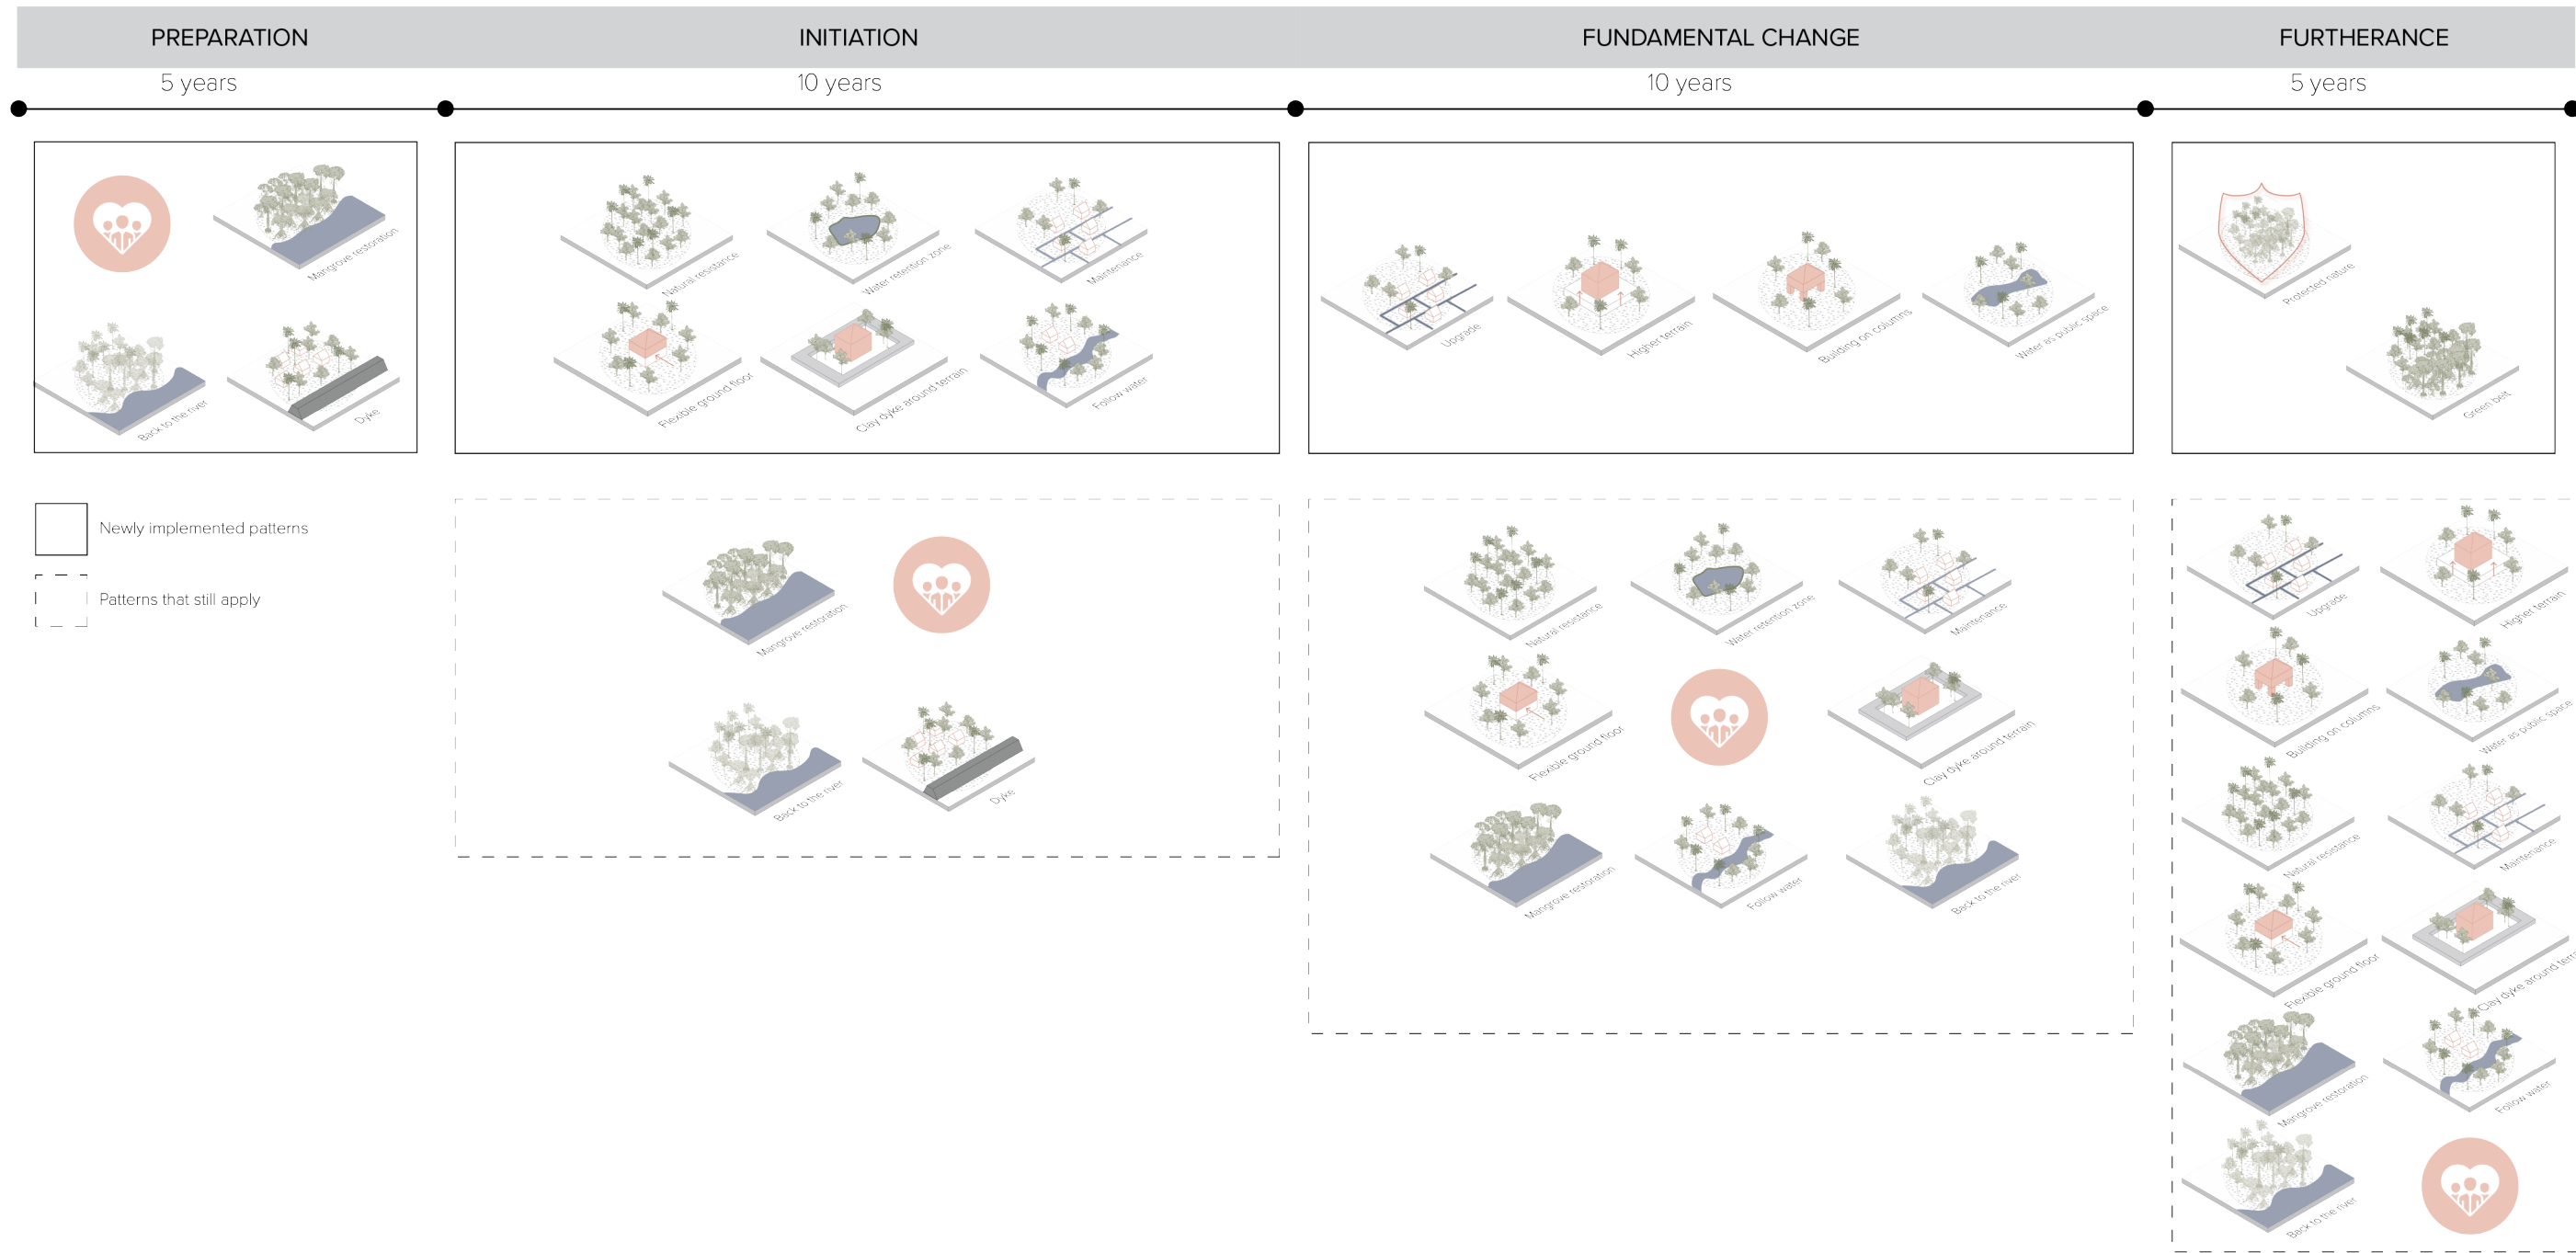 PREPARATION
INITIATION
FUNDAMENTAL CHANGE
FURTHERANCE
5 years
10 years
10 years
5 years
Mangrove restoration
Back to the river
Dyke
Natural resistance
Water retention zone
Maintenance
Flexible ground floor
Clay dyke around terrain
Follow water
Upgrade
Higher terrain
Building on columns
Water as public space
Protected nature
Green belt
Newly implemented patterns
Patterns that still apply
Mangrove restoration
Back to the river
Dyke
Natural resistance
Water retention zone
Maintenance
Flexible ground floor
Clay dyke around terrain
Mangrove restoration
Follow water
Back to the river
Upgrade
Higher terrain
Building on columns
Water as public space
Natural resistance
Maintenance
Flexible ground floor
Clay dyke around
Mangrove restoration
Follow water
Back to the river